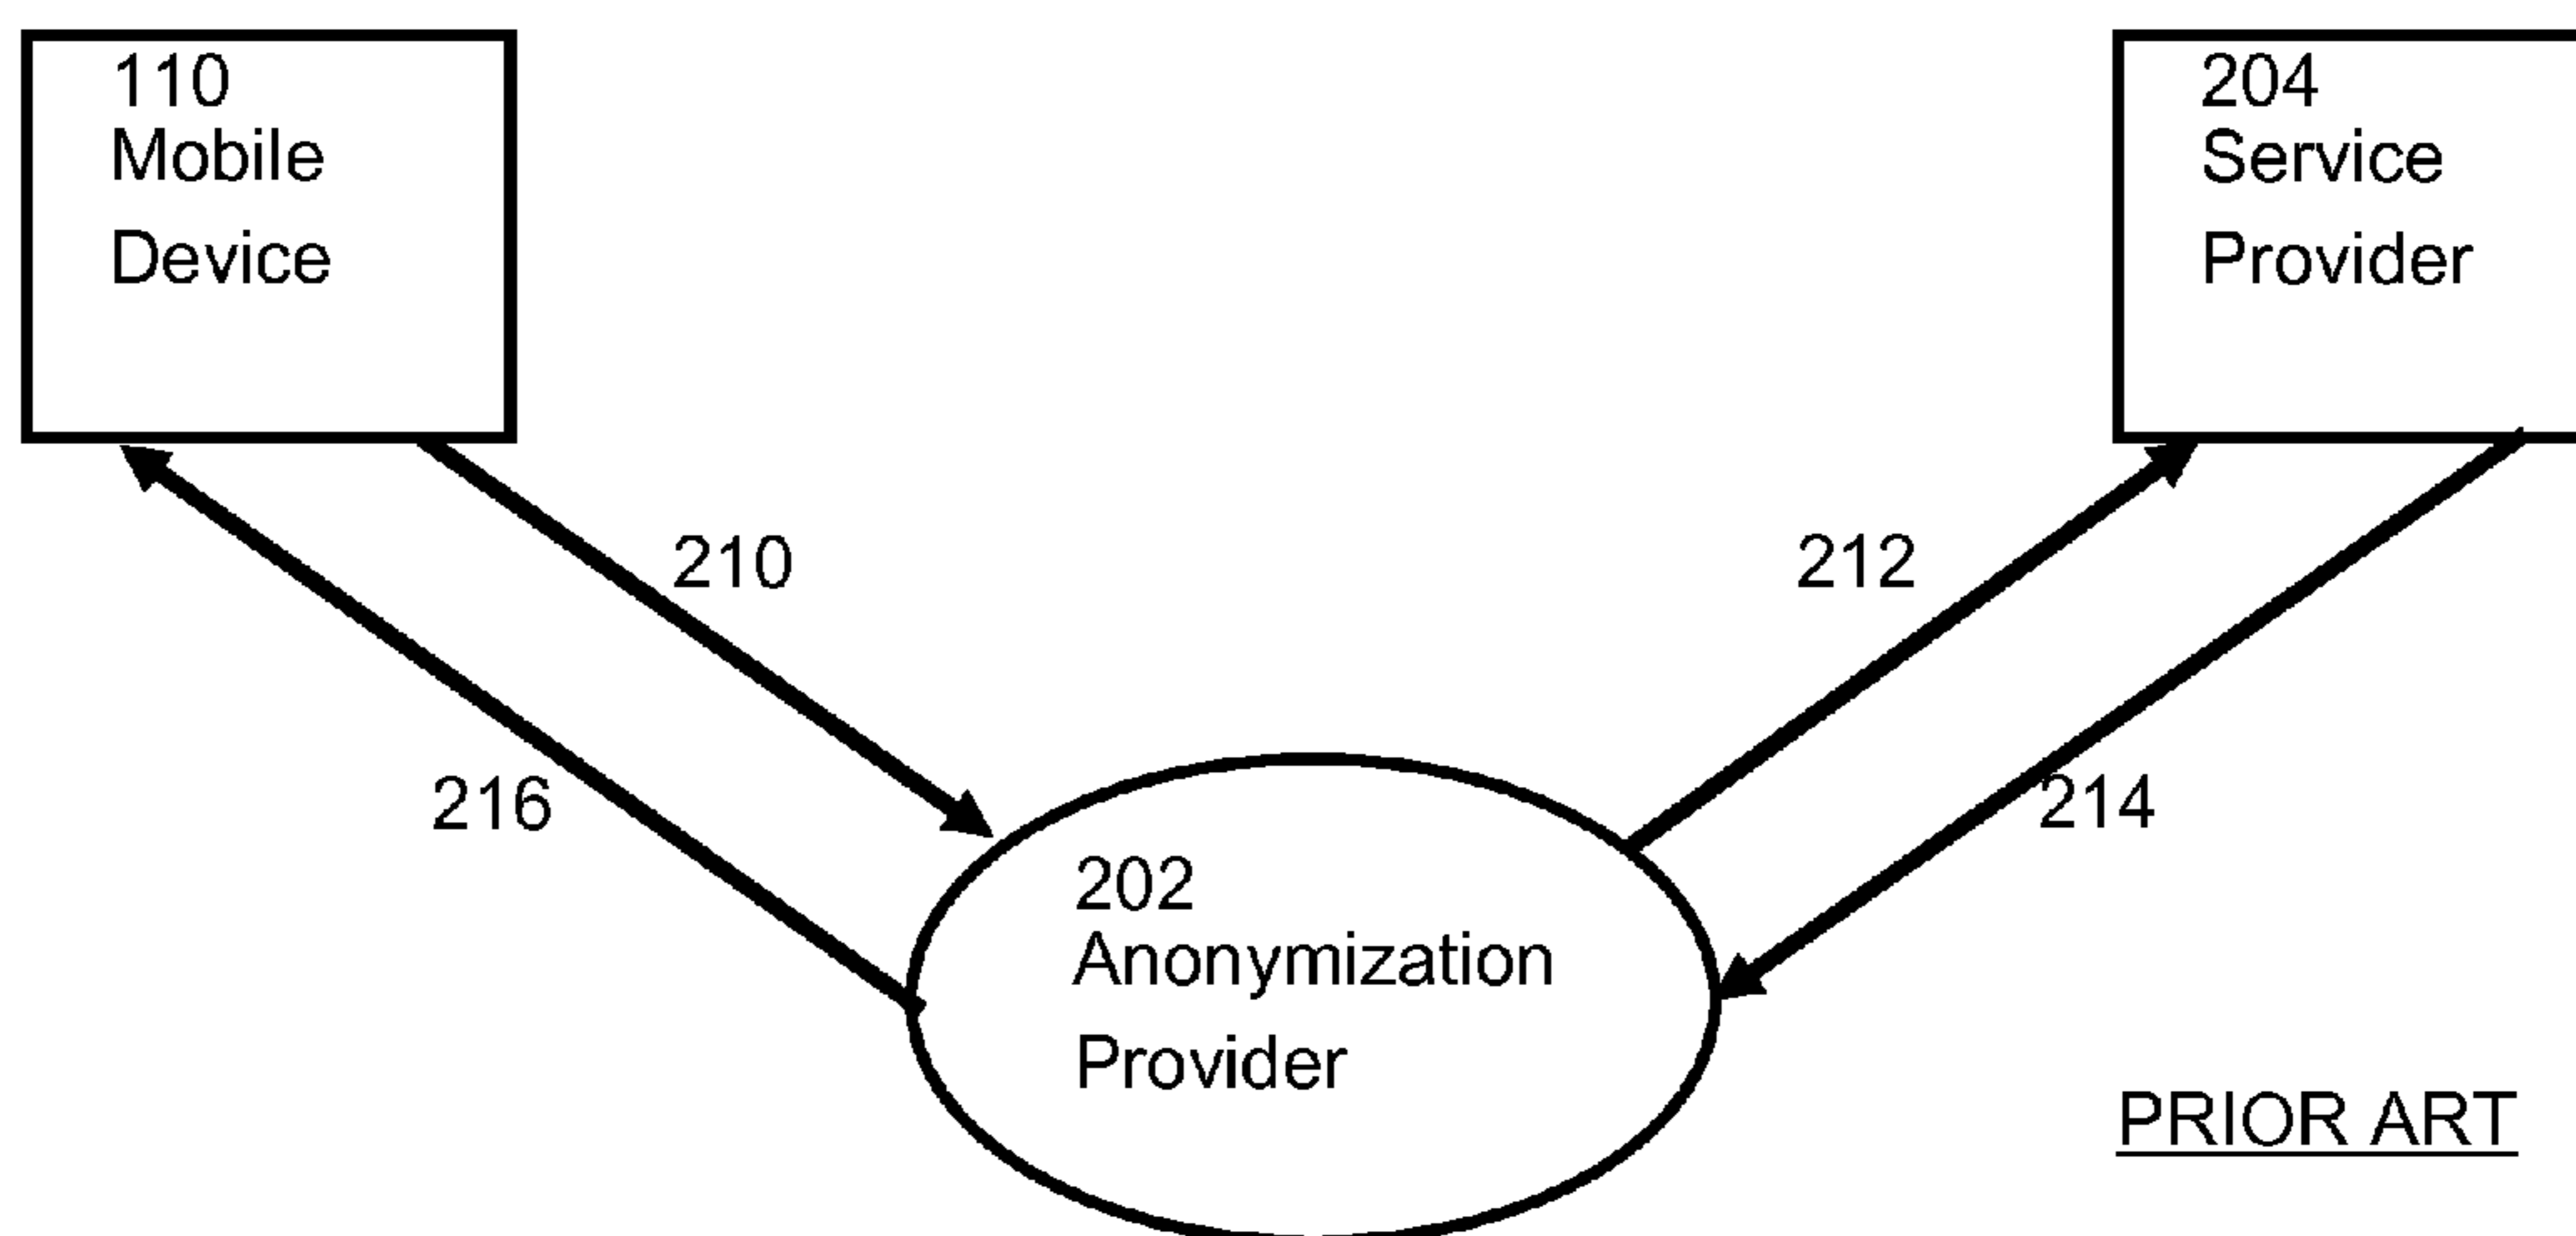 110
Mobile
Device
204
Service
Provider
210
212
216
214
202
Anonymization
Provider
PRIOR ART